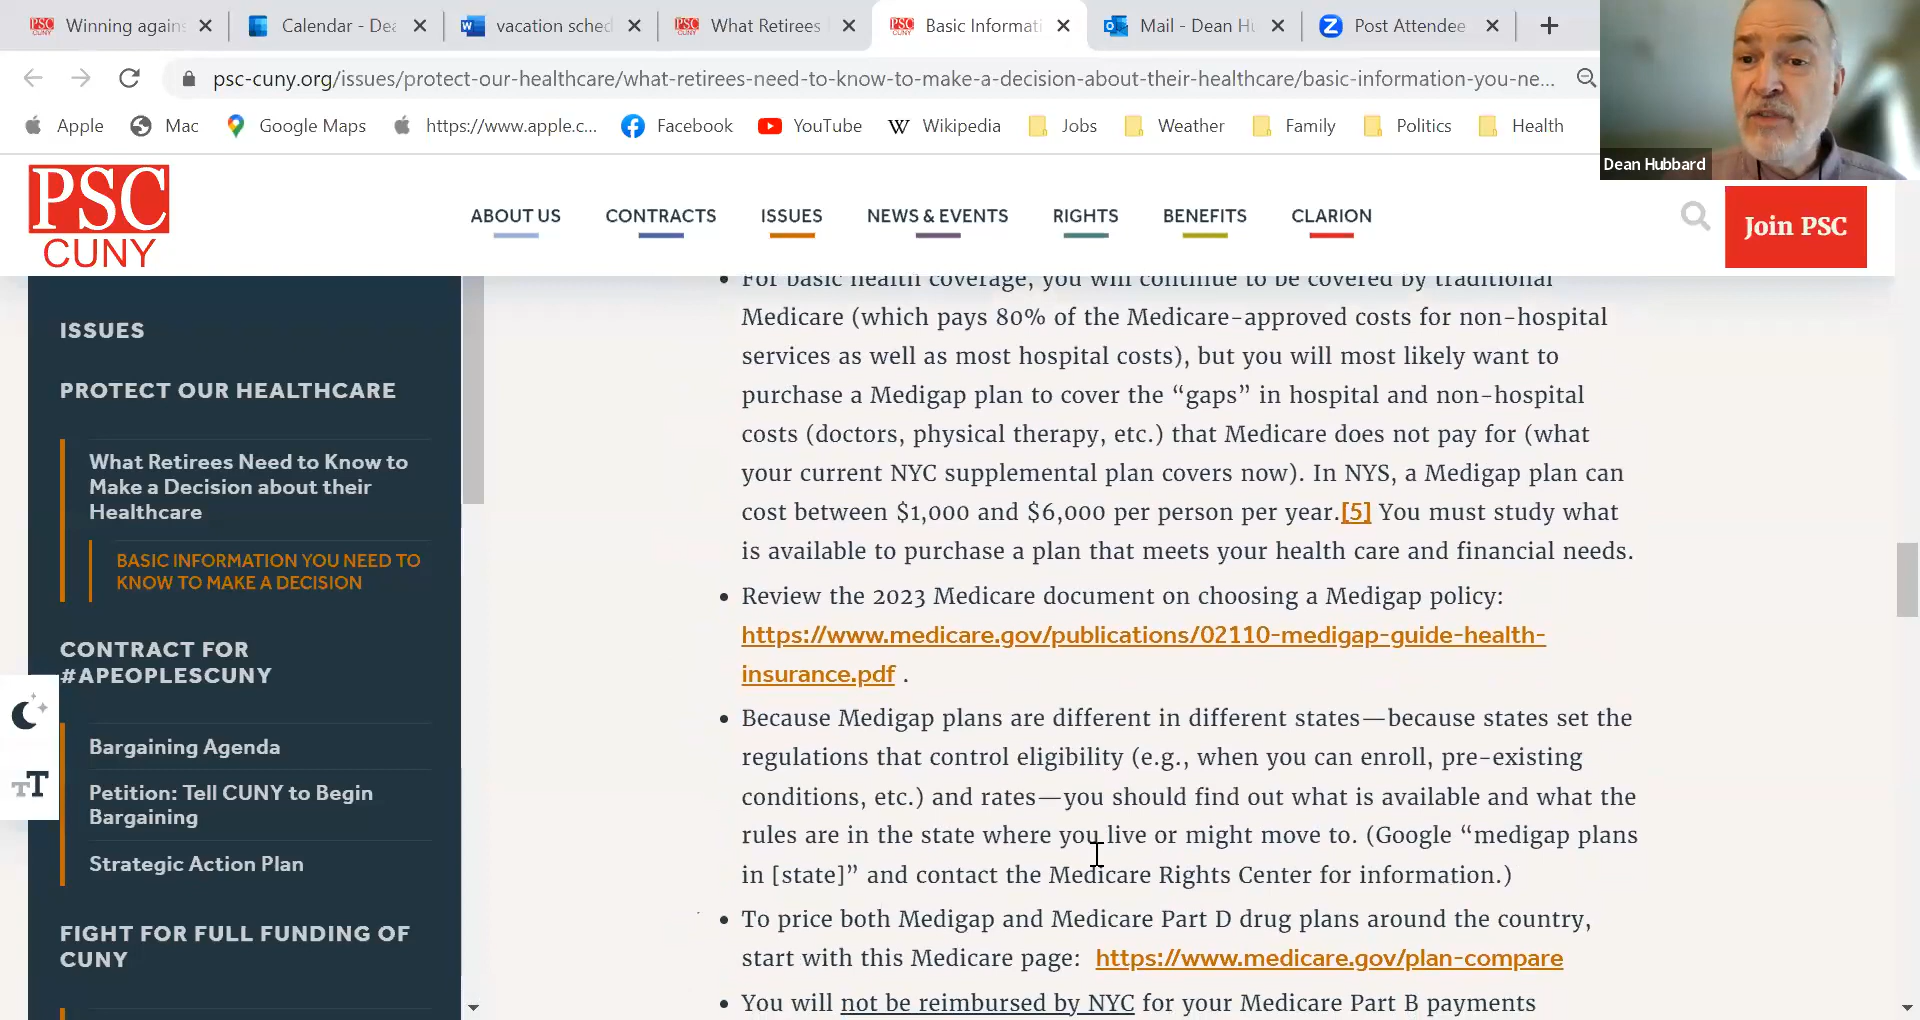 Winning agains
Calendar - Dea
vacation sched
What Retirees
Basic Informati
Mail - Dean Hu
Post Attendee
psc-cuny.org/issues/protect-our-healthcare/what-retirees-need-to-know-to-make-a-decision-about-their-healthcare/basic-information-you-ne...
Apple
Mac
Google Maps
https://www.apple.c...
Facebook
YouTube
Wikipedia
Jobs
Weather
Family
Politics
Health
Dean Hubbard
PSC
CUNY
ABOUT US
CONTRACTS
ISSUES
NEWS & EVENTS
RIGHTS
BENEFITS
CLARION
Join PSC
ISSUES
PROTECT OUR HEALTHCARE
What Retirees Need to Know to
Make a Decision about their
Healthcare
BASIC INFORMATION YOU NEED TO
KNOW TO MAKE A DECISION
CONTRACT FOR
#APEOPLESCUNY
Bargaining Agenda
Petition: Tell CUNY to Begin
Bargaining
Strategic Action Plan
FIGHT FOR FULL FUNDING OF
CUNY
• For basic health coverage, you will continue to be covered by traditional
Medicare (which pays 80% of the Medicare-approved costs for non-hospital
services as well as most hospital costs), but you will most likely want to
purchase a Medigap plan to cover the “gaps” in hospital and non-hospital
costs (doctors, physical therapy, etc.) that Medicare does not pay for (what
your current NYC supplemental plan covers now). In NYS, a Medigap plan can
cost between $1,000 and $6,000 per person per year.[5] You must study what
is available to purchase a plan that meets your health care and financial needs.
• Review the 2023 Medicare document on choosing a Medigap policy:
https://www.medicare.gov/publications/02110-medigap-guide-health-
insurance.pdf .
• Because Medigap plans are different in different states—because states set the
regulations that control eligibility (e.g., when you can enroll, pre-existing
conditions, etc.) and rates—you should find out what is available and what the
rules are in the state where you live or might move to. (Google “medigap plans
in [state]” and contact the Medicare Rights Center for information.)
• To price both Medigap and Medicare Part D drug plans around the country,
start with this Medicare page: https://www.medicare.gov/plan-compare
• You will not be reimbursed by NYC for your Medicare Part B payments